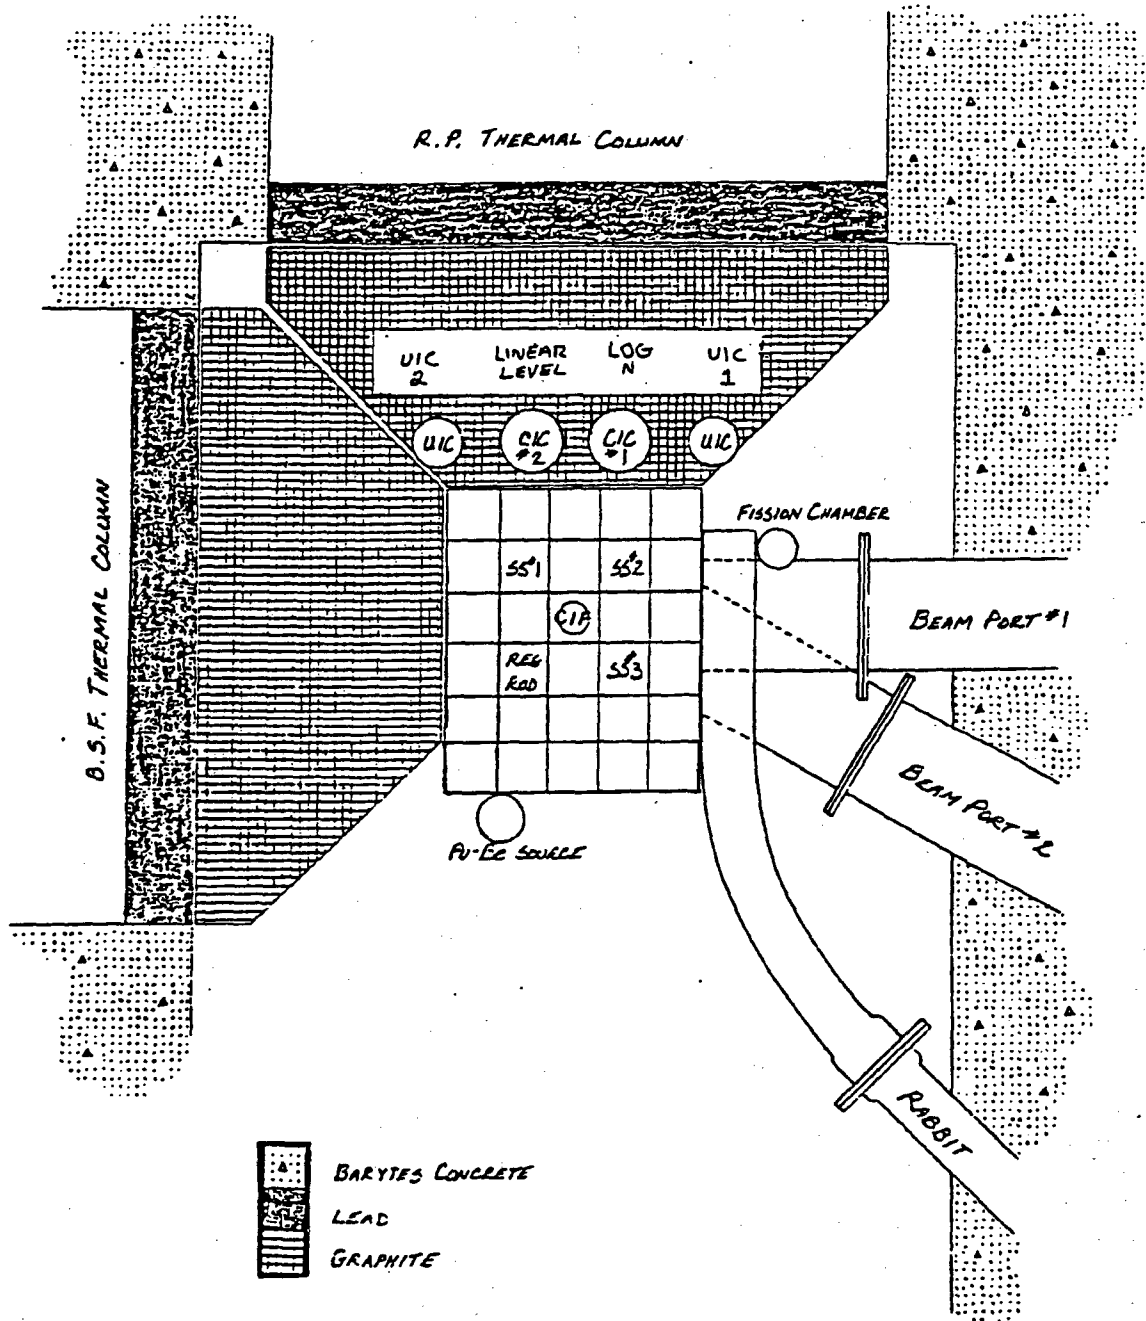 R.P. THERMAL COLUMN
UIC
2
LINEAR
LEVEL
LOG
N
UIC
1
UIC
CIC
#2
CIC
#1
UIC
B.S.F. THERMAL COLUMN
FISSION CHAMBER
SS#1
SS#2
CIF
REG
ROD
SS#3
BEAM PORT #1
BEAM PORT #2
PU-BE SOURCE
RABBIT
BARYTES CONCRETE
LEAD
GRAPHITE